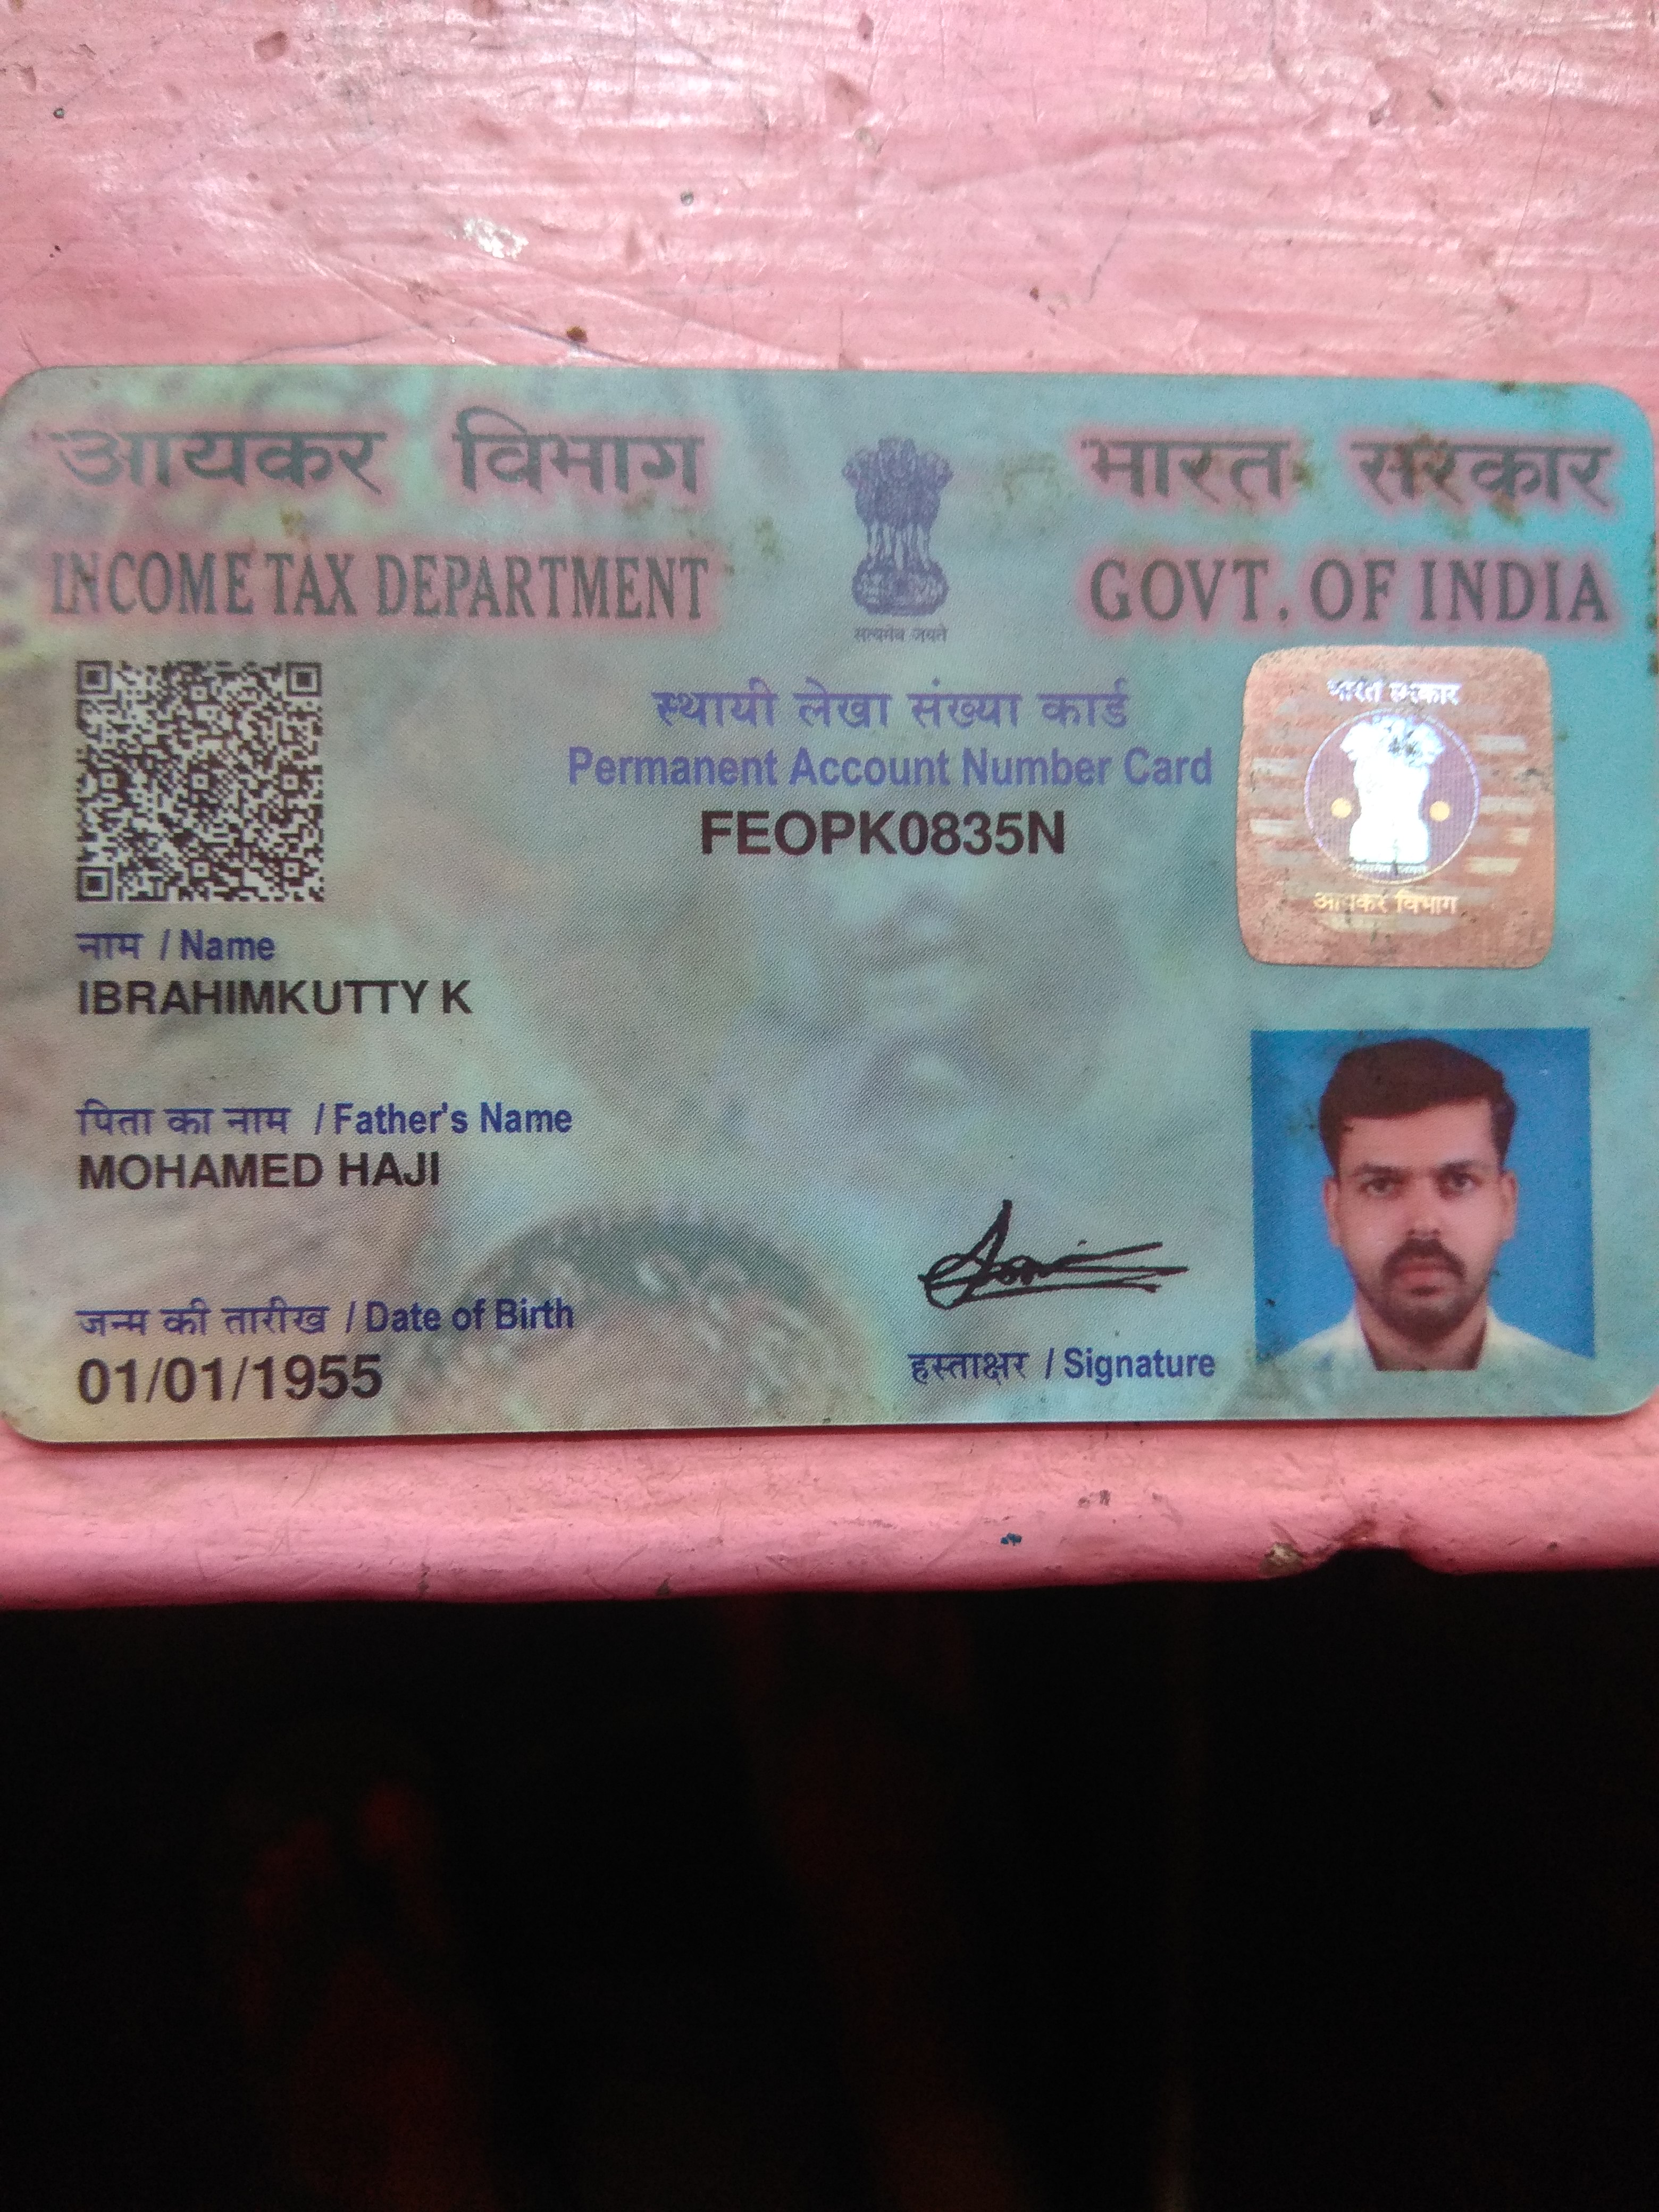 आयकर विभाग
INCOME TAX DEPARTMENT
सत्यमेव जयते
भारत सरकार
GOVT. OF INDIA
स्थायी लेखा संख्या कार्ड
Permanent Account Number Card
FEOPK0835N
भारत सरकार
आयकर विभाग
नाम / Name
IBRAHIMKUTTY K
पिता का नाम / Father's Name
MOHAMED HAJI
जन्म की तारीख / Date of Birth
01/01/1955
हस्ताक्षर / Signature